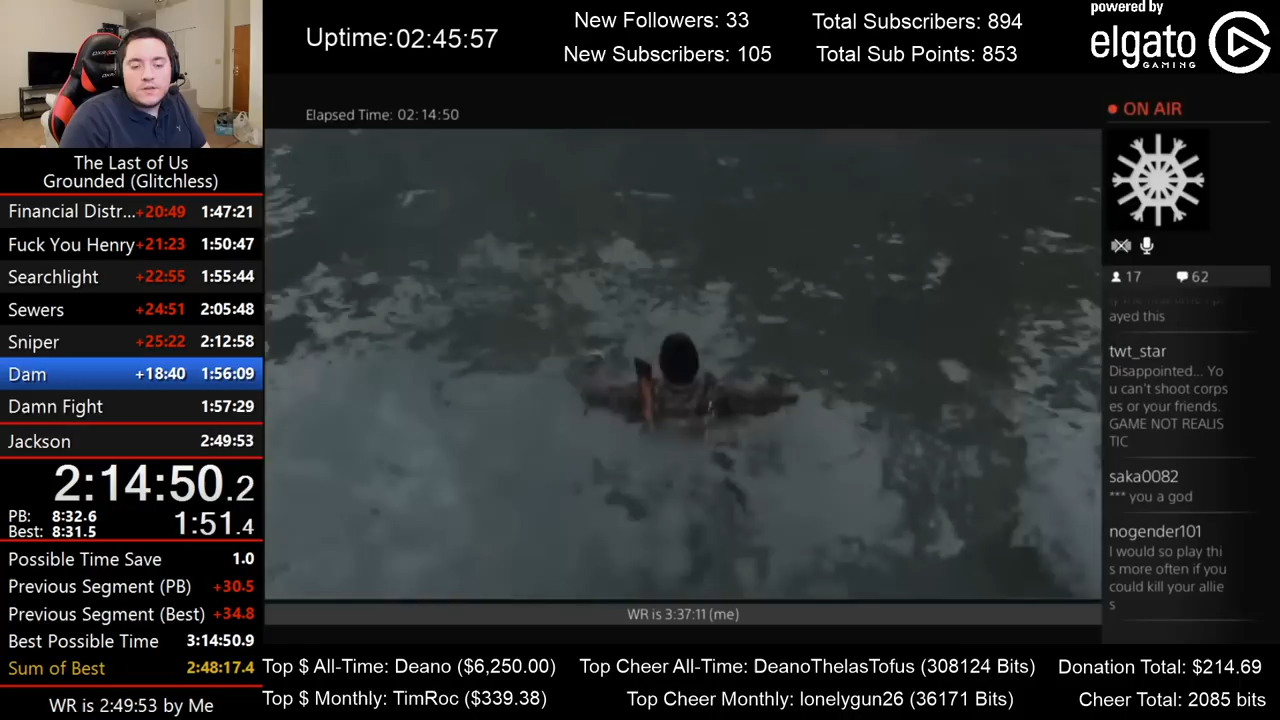 Uptime: 02:45:57
New Followers: 33
New Subscribers: 105
Total Subscribers: 894
Total Sub Points: 853
powered by
elgato
GAMING
Elapsed Time: 02:14:50
ON AIR
The Last of Us
Grounded (Glitchless)
Financial Distr... +20:49 1:47:21
Fuck You Henry +21:23 1:50:47
Searchlight +22:55 1:55:44
Sewers +24:51 2:05:48
Sniper +25:22 2:12:58
Dam +18:40 1:56:09
Damn Fight 1:57:29
Jackson 2:49:53
2:14:50.2
PB: 8:32.6
Best: 8:31.5
1:51.4
Possible Time Save 1.0
Previous Segment (PB) +30.5
Previous Segment (Best) +34.8
Best Possible Time 3:14:50.9
Sum of Best 2:48:17.4
WR is 2:49:53 by Me
17 62
ayed this
twt_star
Disappointed... Yo
u can't shoot corps
es or your friends.
GAME NOT REALIS
TIC
saka0082
*** you a god
nogender101
I would so play thi
s more often if you
could kill your allie
s
WR is 3:37:11 (me)
Top $ All-Time: Deano ($6,250.00)
Top Cheer All-Time: DeanoThelasTofus (308124 Bits)
Donation Total: $214.69
Top $ Monthly: TimRoc ($339.38)
Top Cheer Monthly: lonelygun26 (36171 Bits)
Cheer Total: 2085 bits